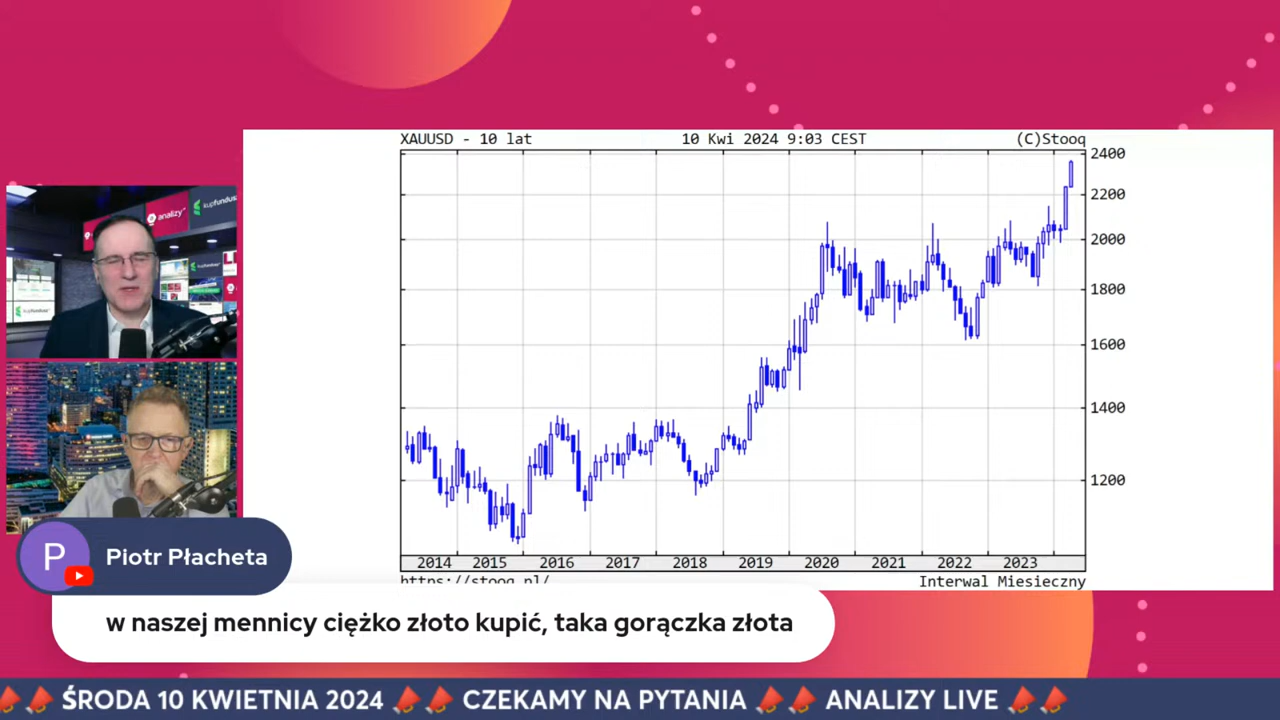 XAUUSD - 10 lat
10 Kwi 2024 9:03 CEST
(C)Stooq
2400
2200
2000
1800
1600
1400
1200
2014 2015 2016 2017 2018 2019 2020 2021 2022 2023
https://stooq.pl/
Interwal Miesieczny
analizy
kupfundusz
P
Piotr Płacheta
w naszej mennicy ciężko złoto kupić, taka gorączka złota
ŚRODA 10 KWIETNIA 2024 CZEKAMY NA PYTANIA ANALIZY LIVE